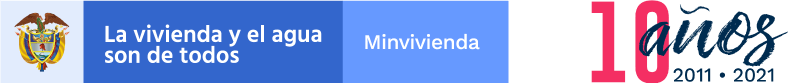 La vivienda y el agua
son de todos
Minvivienda
10 años
2011 • 2021